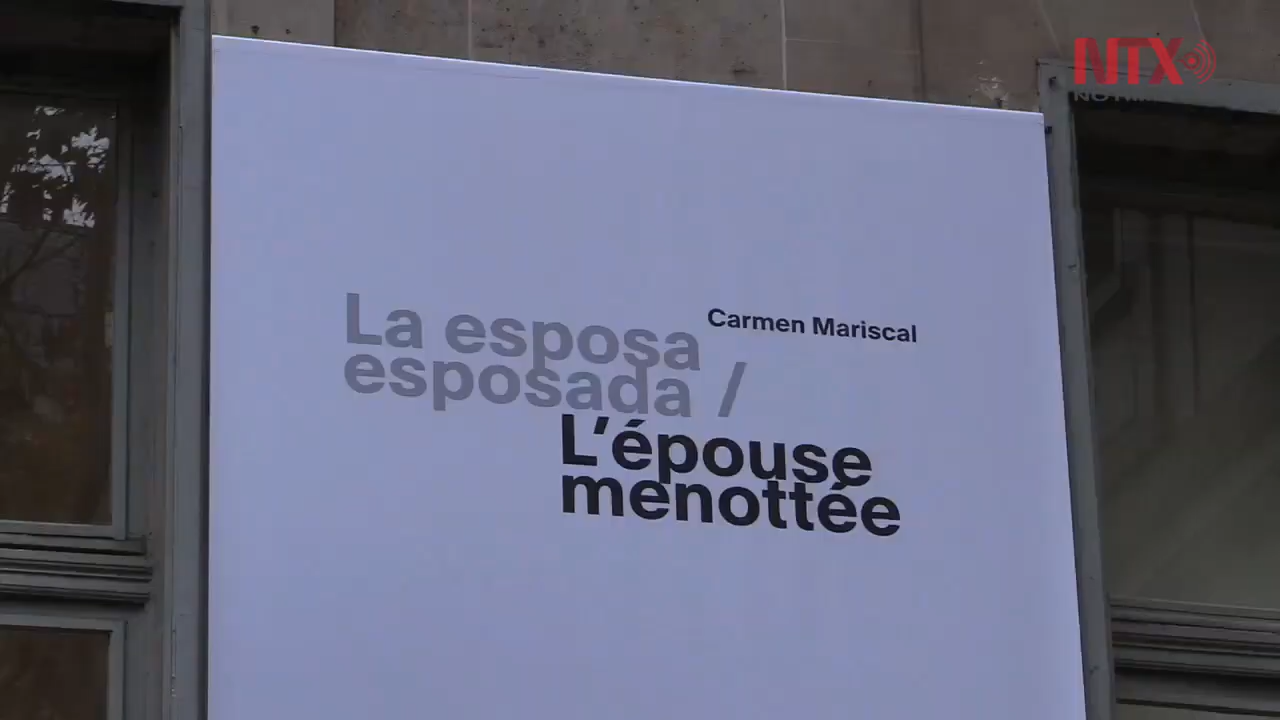 NTX
La esposa
esposada /
Carmen Mariscal
L'épouse
menottée